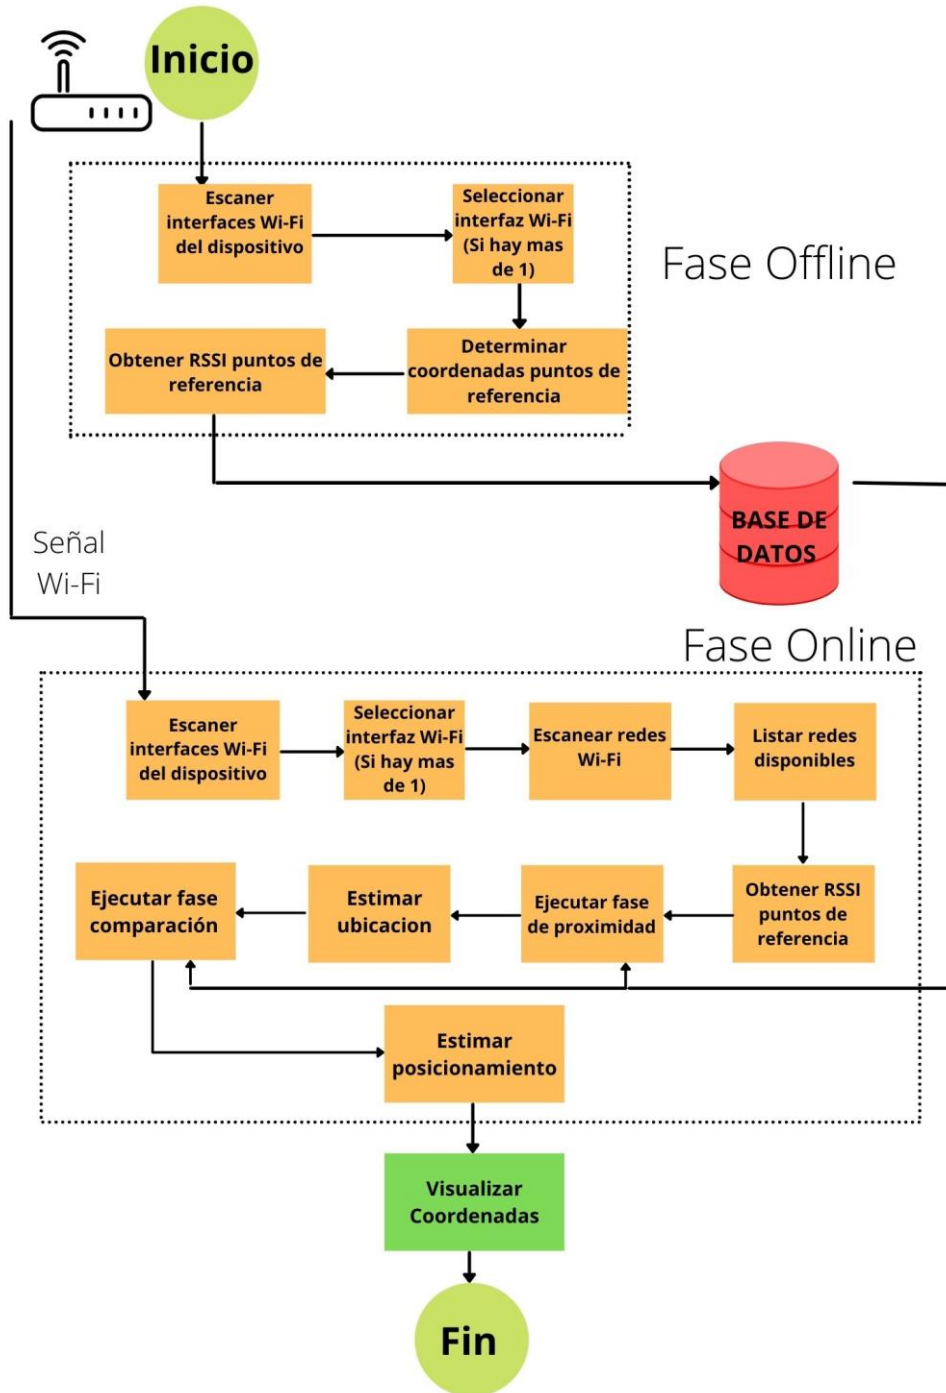 Inicio
Escaner
interfaces Wi-Fi
del dispositivo
Seleccionar
interfaz Wi-Fi
(Si hay mas
de 1)
Fase Offline
Obtener RSSI puntos de
referencia
Determinar
coordenadas puntos de
referencia
BASE DE
DATOS
Señal
Wi-Fi
Fase Online
Escaner
interfaces Wi-Fi
del dispositivo
Seleccionar
interfaz Wi-Fi
(Si hay mas
de 1)
Escanear redes
Wi-Fi
Listar redes
disponibles
Ejecutar fase
comparación
Estimar
ubicacion
Ejecutar fase
de proximidad
Obtener RSSI
puntos de
referencia
Estimar
posicionamiento
Visualizar
Coordenadas
Fin